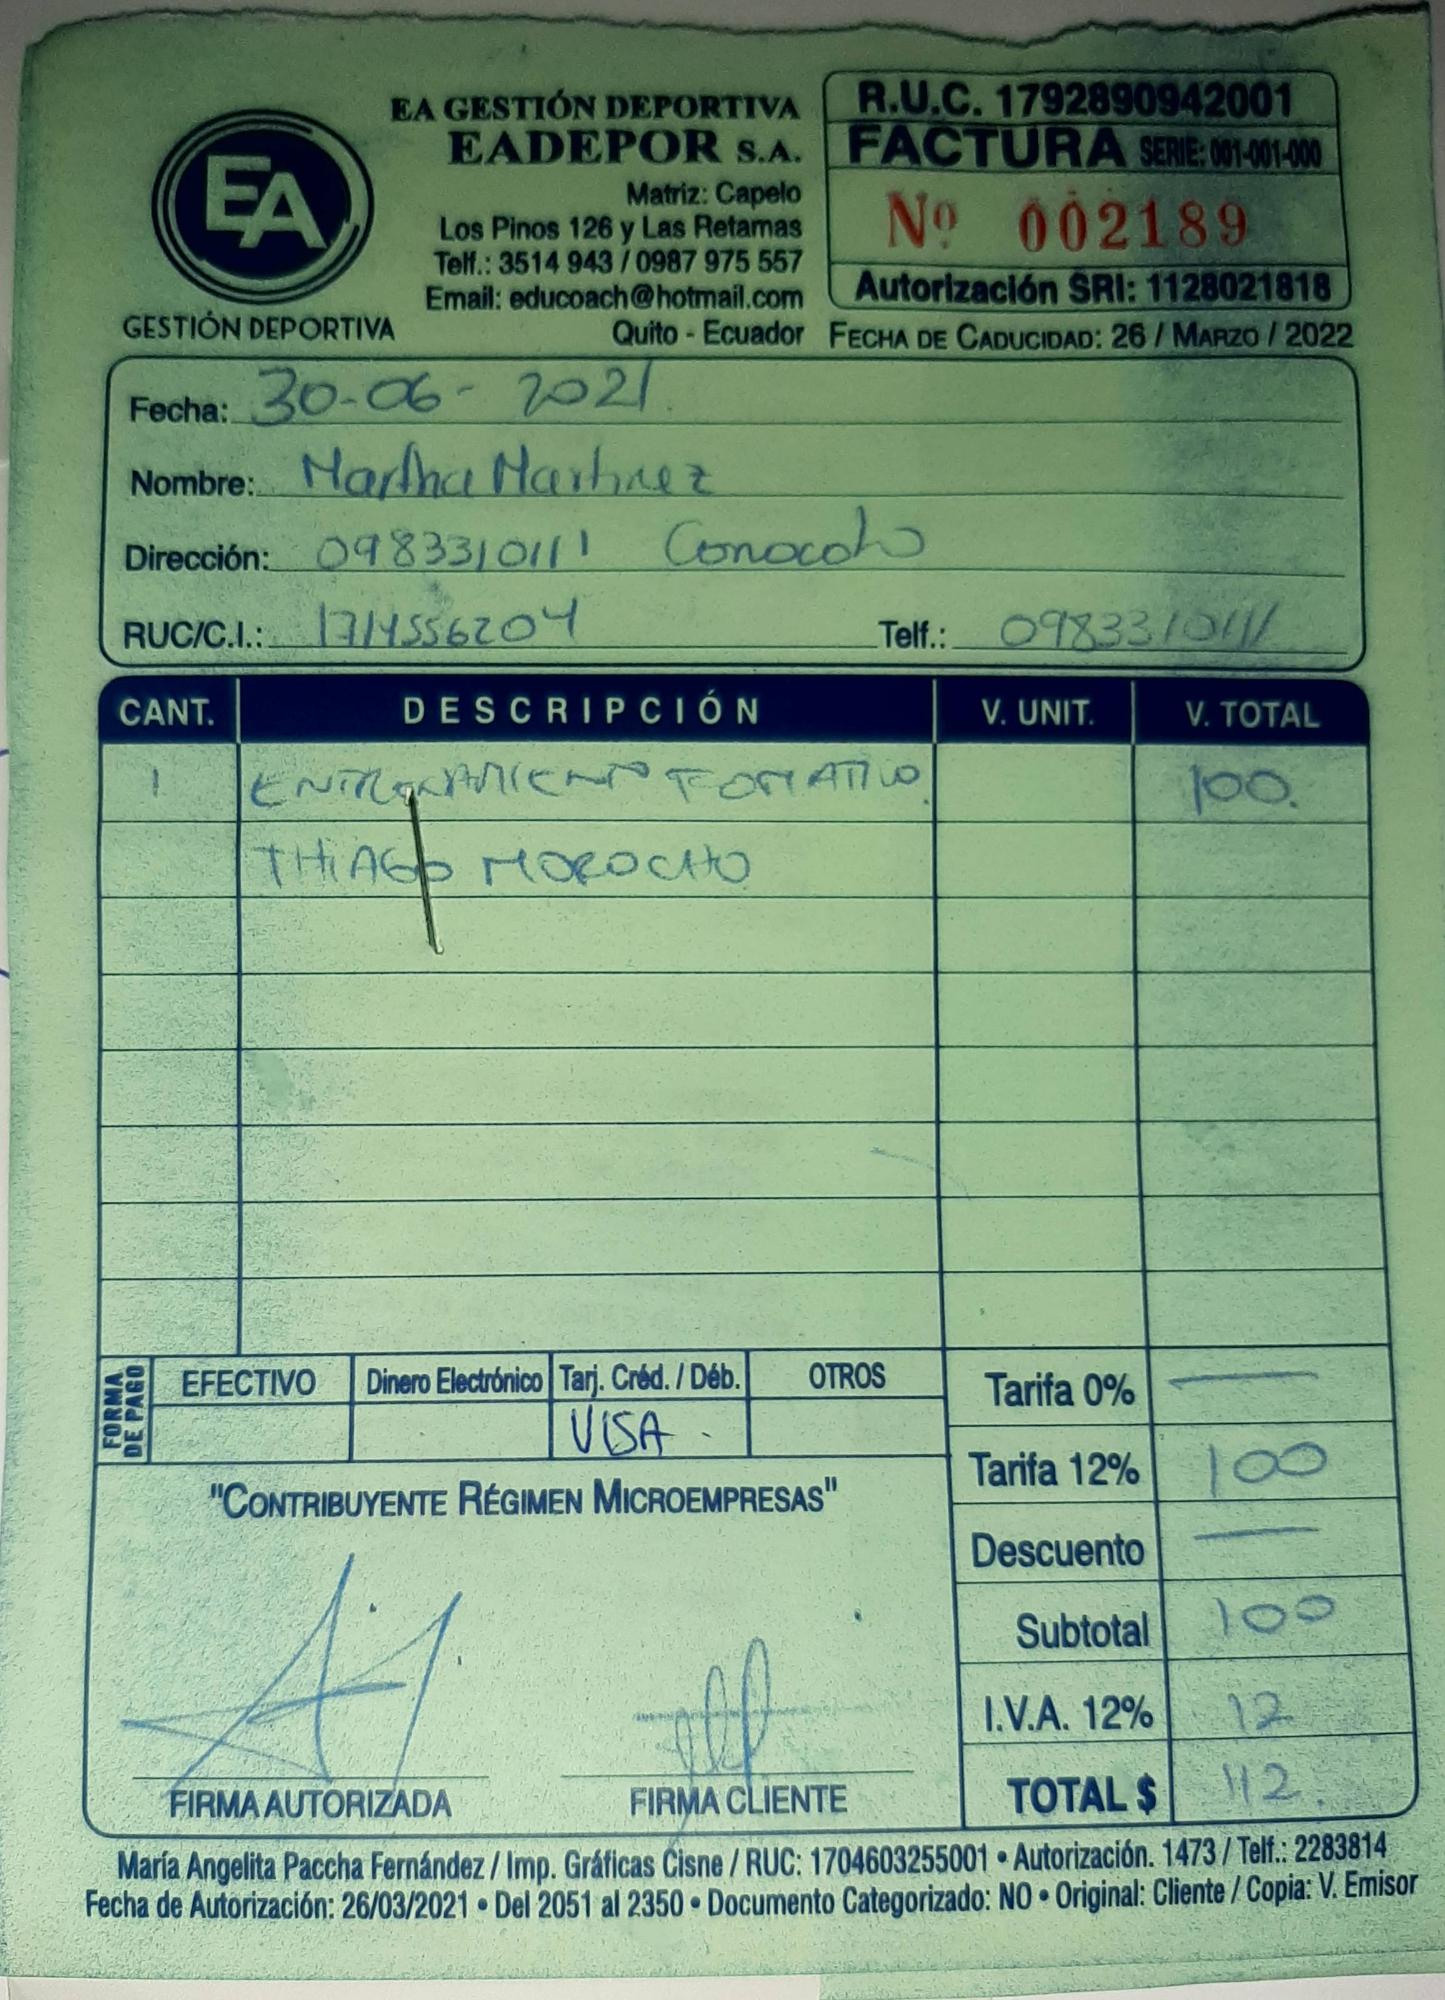 EA
GESTIÓN DEPORTIVA
EA GESTIÓN DEPORTIVA
EADEPOR S.A.
Matriz: Capelo
Los Pinos 126 y Las Retamas
Telf.: 3514 943 / 0987 975 557
Email: educoach@hotmail.com
Quito - Ecuador
R.U.C. 1792890942001
FACTURA SERIE: 001-001-000
Nº 002189
Autorización SRI: 1128021818
FECHA DE CADUCIDAD: 26 / MARZO / 2022
Fecha: 30-06-2021
Nombre: Martha Martinez
Dirección: 0983310111 Conocoto
RUC/C.I.: 1714556204 Telf.: 0983310111
CANT. DESCRIPCIÓN V. UNIT. V. TOTAL
1 ENTRENAMIENTO FORMATIVO. 100.
THIAGO MOROCHO
FORMA DE PAGO
EFECTIVO Dinero Electrónico Tarj. Créd. / Déb. OTROS
VISA.
Tarifa 0% —
Tarifa 12% 100
Descuento —
Subtotal 100
I.V.A. 12% 12
TOTAL $ 112.
"CONTRIBUYENTE RÉGIMEN MICROEMPRESAS"
FIRMA AUTORIZADA FIRMA CLIENTE
María Angelita Paccha Fernández / Imp. Gráficas Cisne / RUC: 1704603255001 • Autorización. 1473 / Telf.: 2283814
Fecha de Autorización: 26/03/2021 • Del 2051 al 2350 • Documento Categorizado: NO • Original: Cliente / Copia: V. Emisor